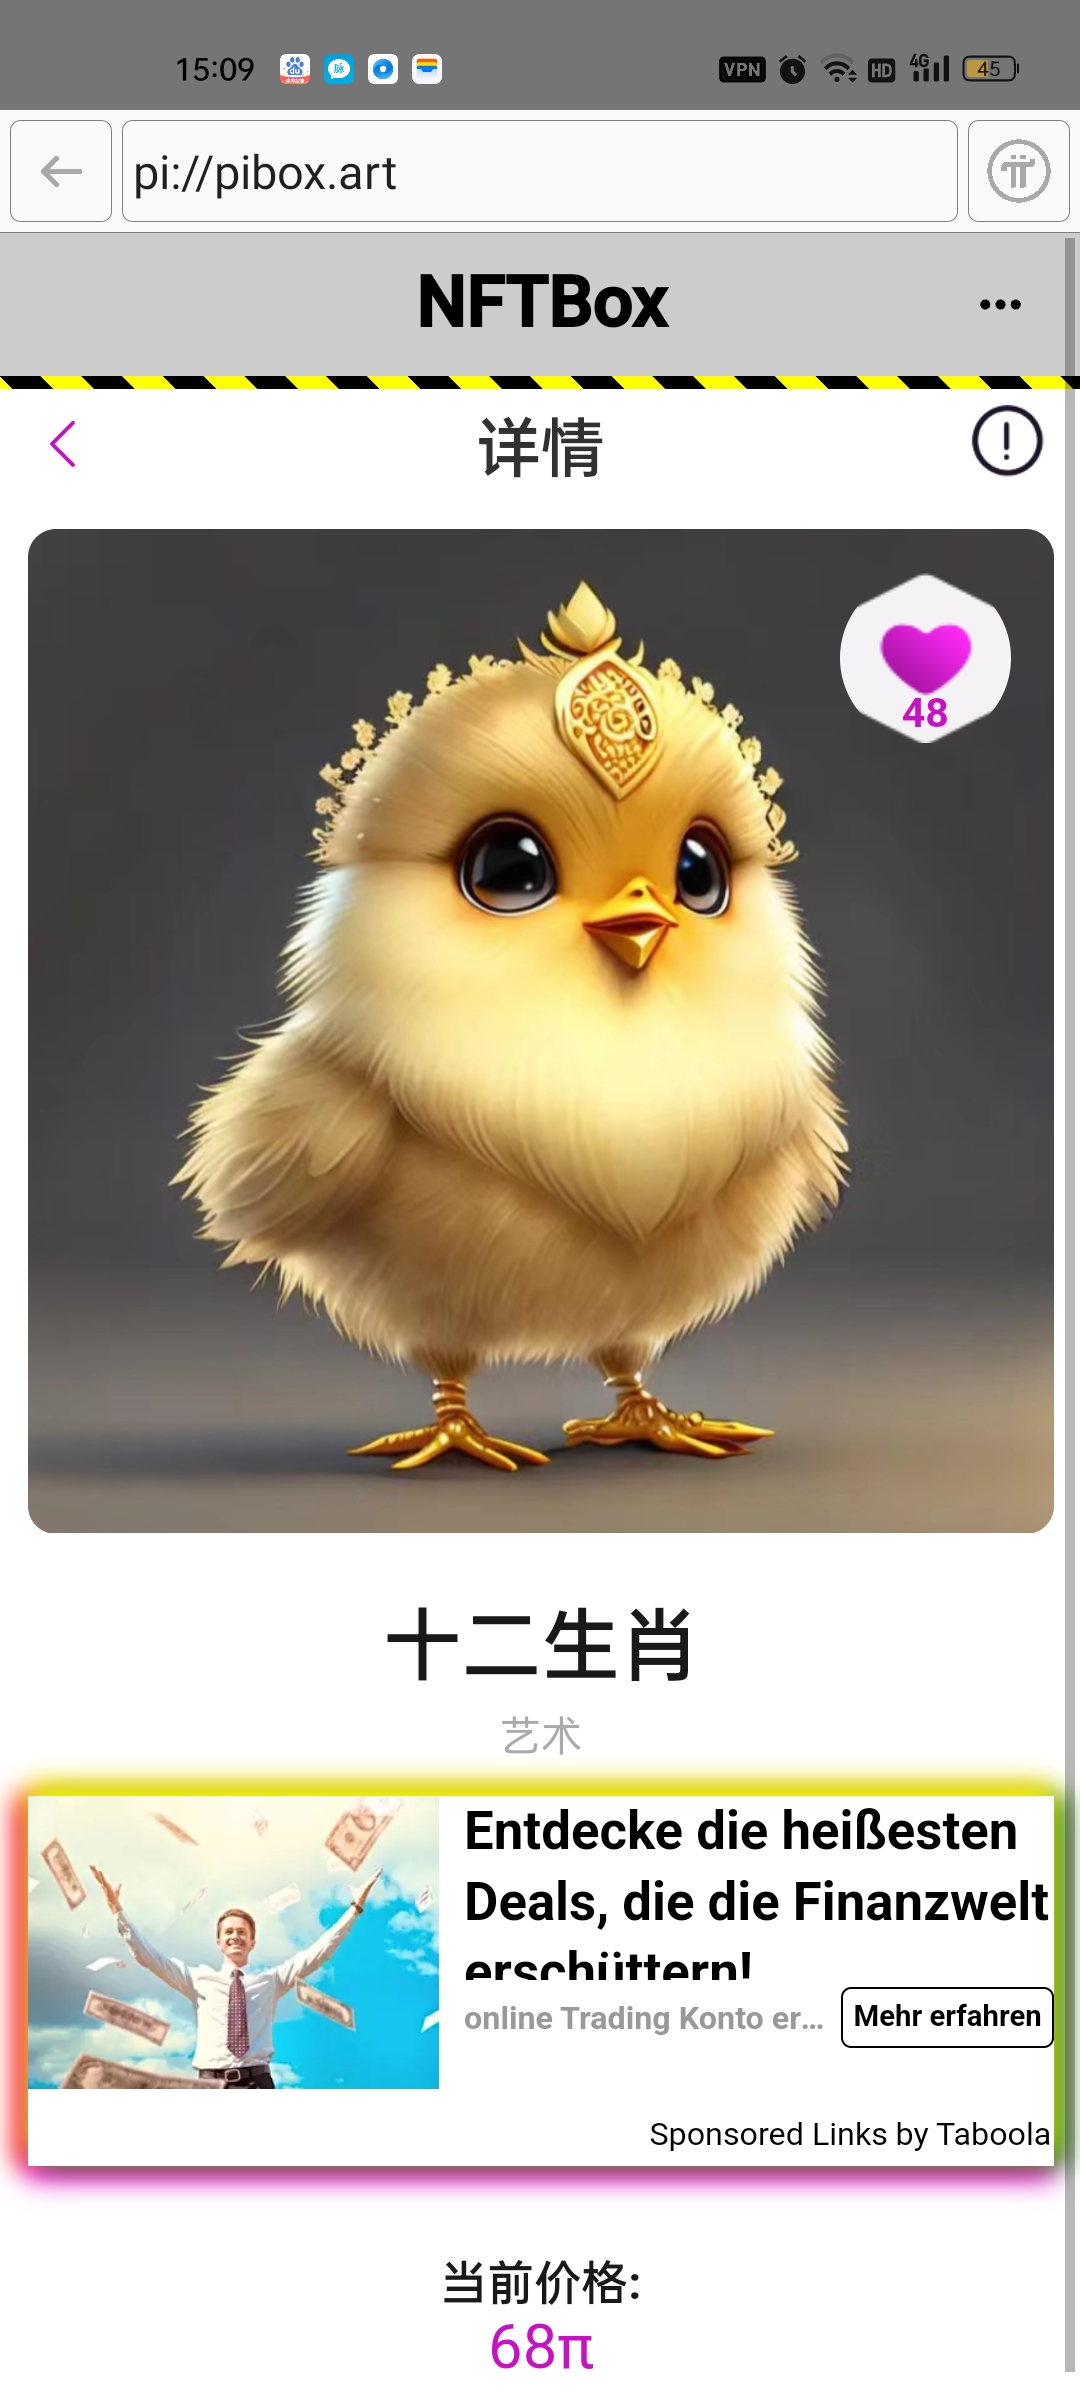 15:09
VPN
HD
4G
45
pi://pibox.art
NFTBox
详情
48
十二生肖
艺术
Entdecke die heißesten
Deals, die die Finanzwelt
erschüttern!
online Trading Konto er...
Mehr erfahren
Sponsored Links by Taboola
当前价格:
68π